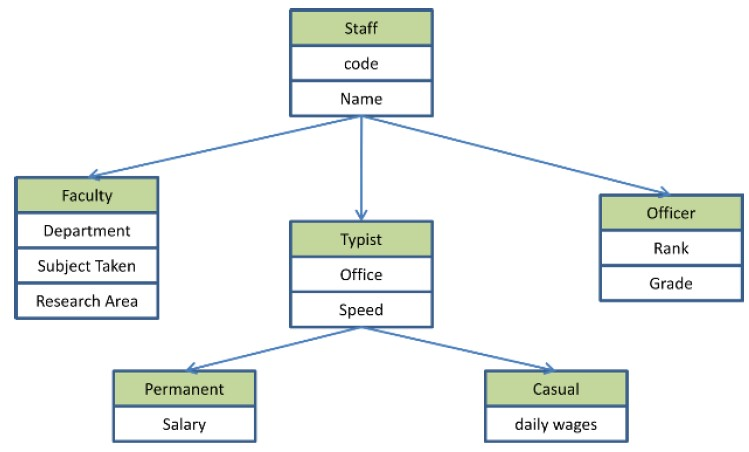 Staff
code
Name
Faculty
Department
Subject Taken
Research Area
Typist
Office
Speed
Officer
Rank
Grade
Permanent
Salary
Casual
daily wages